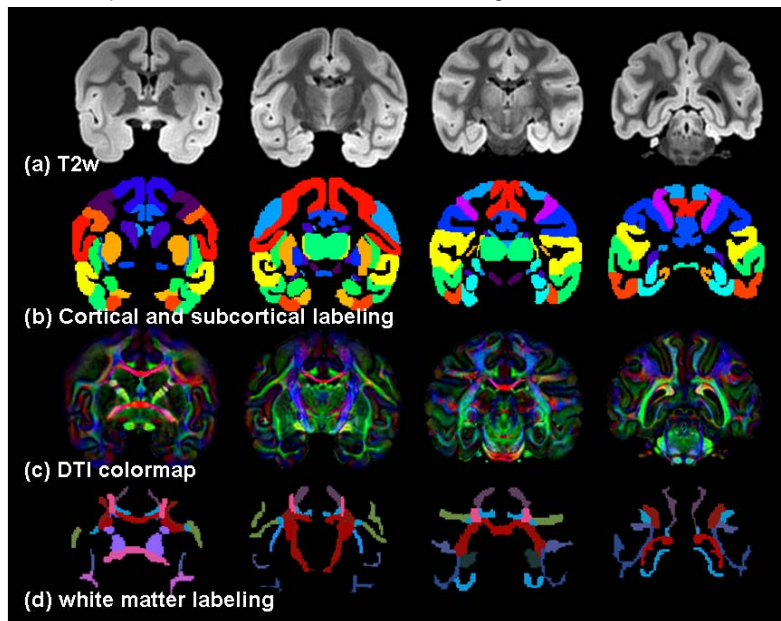 (a) T2w
(b) Cortical and subcortical labeling
(c) DTI colormap
(d) white matter labeling